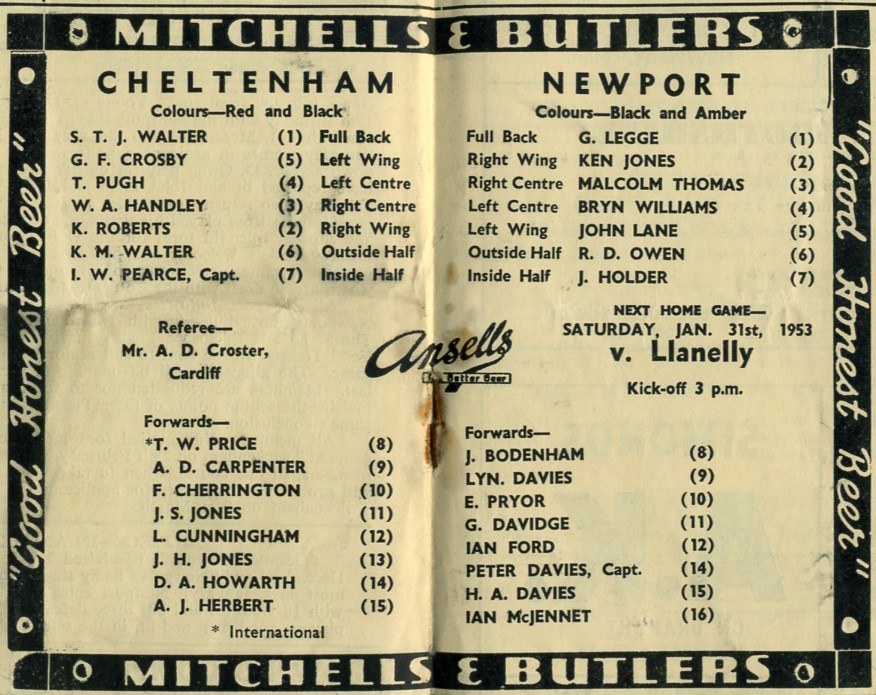 MITCHELLS & BUTLERS
"Good Honest Beer"
CHELTENHAM
Colours—Red and Black
S. T. J. WALTER (1) Full Back
G. F. CROSBY (5) Left Wing
T. PUGH (4) Left Centre
W. A. HANDLEY (3) Right Centre
K. ROBERTS (2) Right Wing
K. M. WALTER (6) Outside Half
I. W. PEARCE, Capt. (7) Inside Half
Referee—
Mr. A. D. Croster,
Cardiff
Forwards—
*T. W. PRICE (8)
A. D. CARPENTER (9)
F. CHERRINGTON (10)
J. S. JONES (11)
L. CUNNINGHAM (12)
J. H. JONES (13)
D. A. HOWARTH (14)
A. J. HERBERT (15)
* International
Ansells
Better Beer
NEWPORT
Colours—Black and Amber
Full Back G. LEGGE (1)
Right Wing KEN JONES (2)
Right Centre MALCOLM THOMAS (3)
Left Centre BRYN WILLIAMS (4)
Left Wing JOHN LANE (5)
Outside Half R. D. OWEN (6)
Inside Half J. HOLDER (7)
NEXT HOME GAME—
SATURDAY, JAN. 31st, 1953
v. Llanelly
Kick-off 3 p.m.
Forwards—
J. BODENHAM (8)
LYN. DAVIES (9)
E. PRYOR (10)
G. DAVIDGE (11)
IAN FORD (12)
PETER DAVIES, Capt. (14)
H. A. DAVIES (15)
IAN McJENNET (16)
"Good Honest Beer"
MITCHELLS & BUTLERS